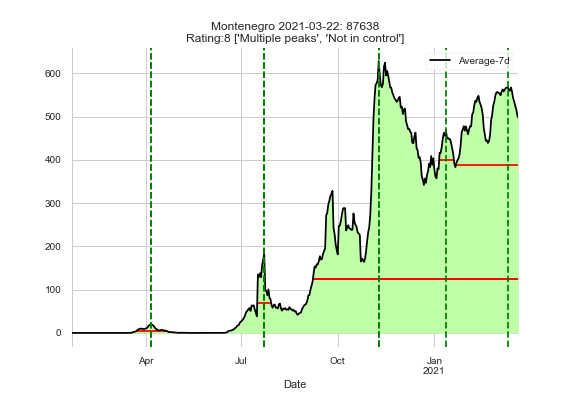 Montenegro 2021-03-22: 87638
Rating:8 ['Multiple peaks', 'Not in control']
Average-7d
600
500
400
300
200
100
0
Apr Jul Oct Jan
2021
Date